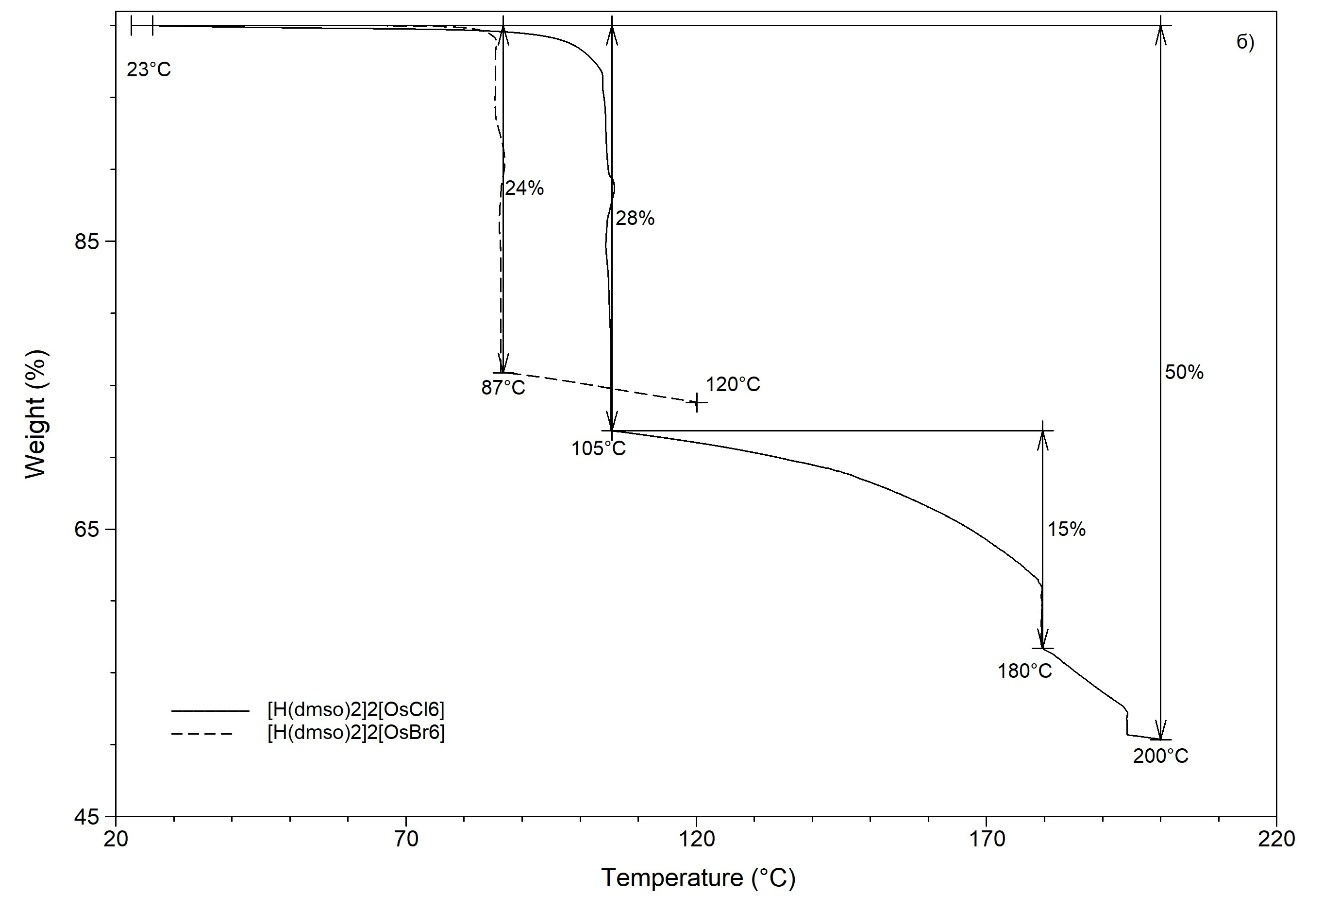 б)
23°C
24%
28%
85
50%
120°C
87°C
Weight (%)
105°C
65
15%
180°C
[H(dmso)2]2[OsCl6]
[H(dmso)2]2[OsBr6]
200°C
45
20
70
120
170
220
Temperature (°C)